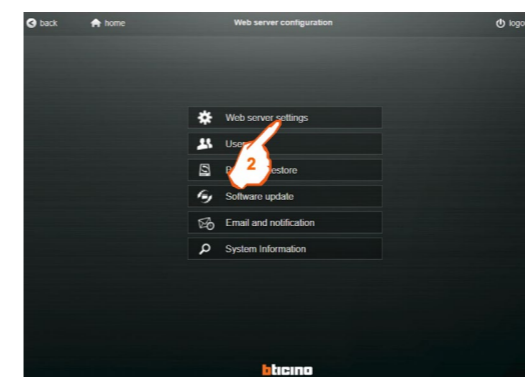 back home Web server configuration logo
Web server settings
Use
2
estore
Software update
Email and notification
System Information
bticino